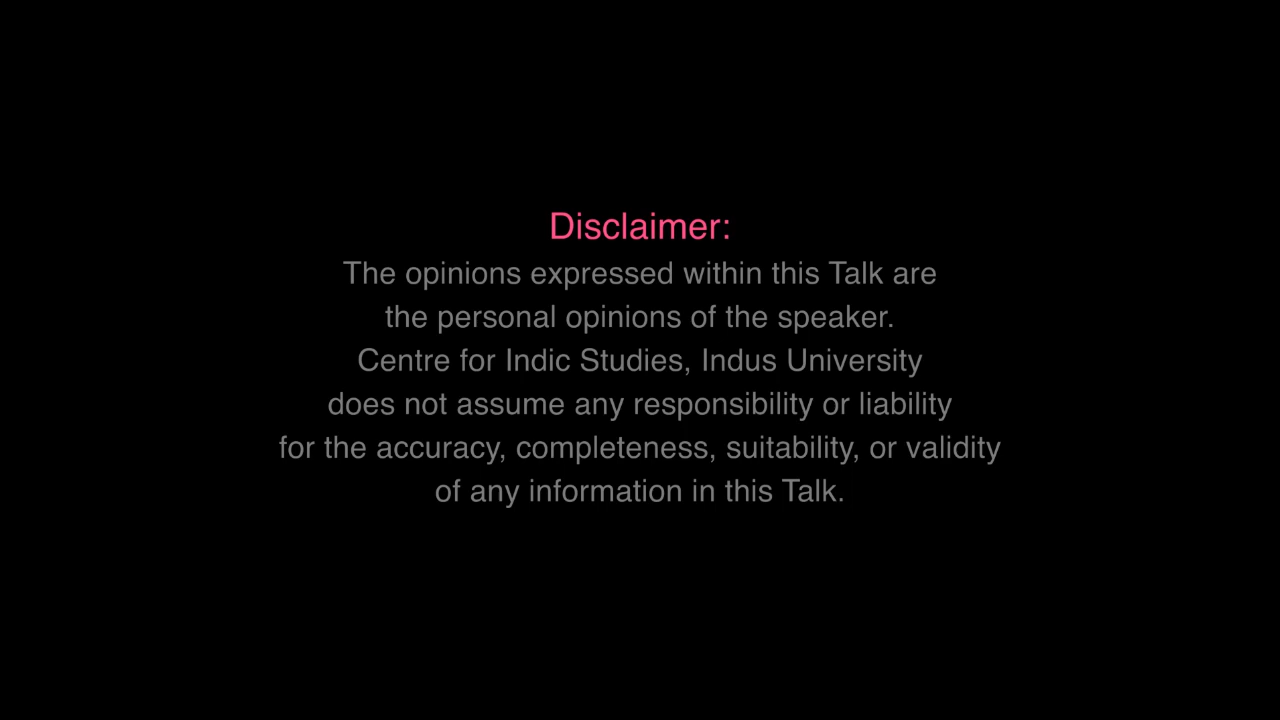 Disclaimer:
The opinions expressed within this Talk are
the personal opinions of the speaker.
Centre for Indic Studies, Indus University
does not assume any responsibility or liability
for the accuracy, completeness, suitability, or validity
of any information in this Talk.